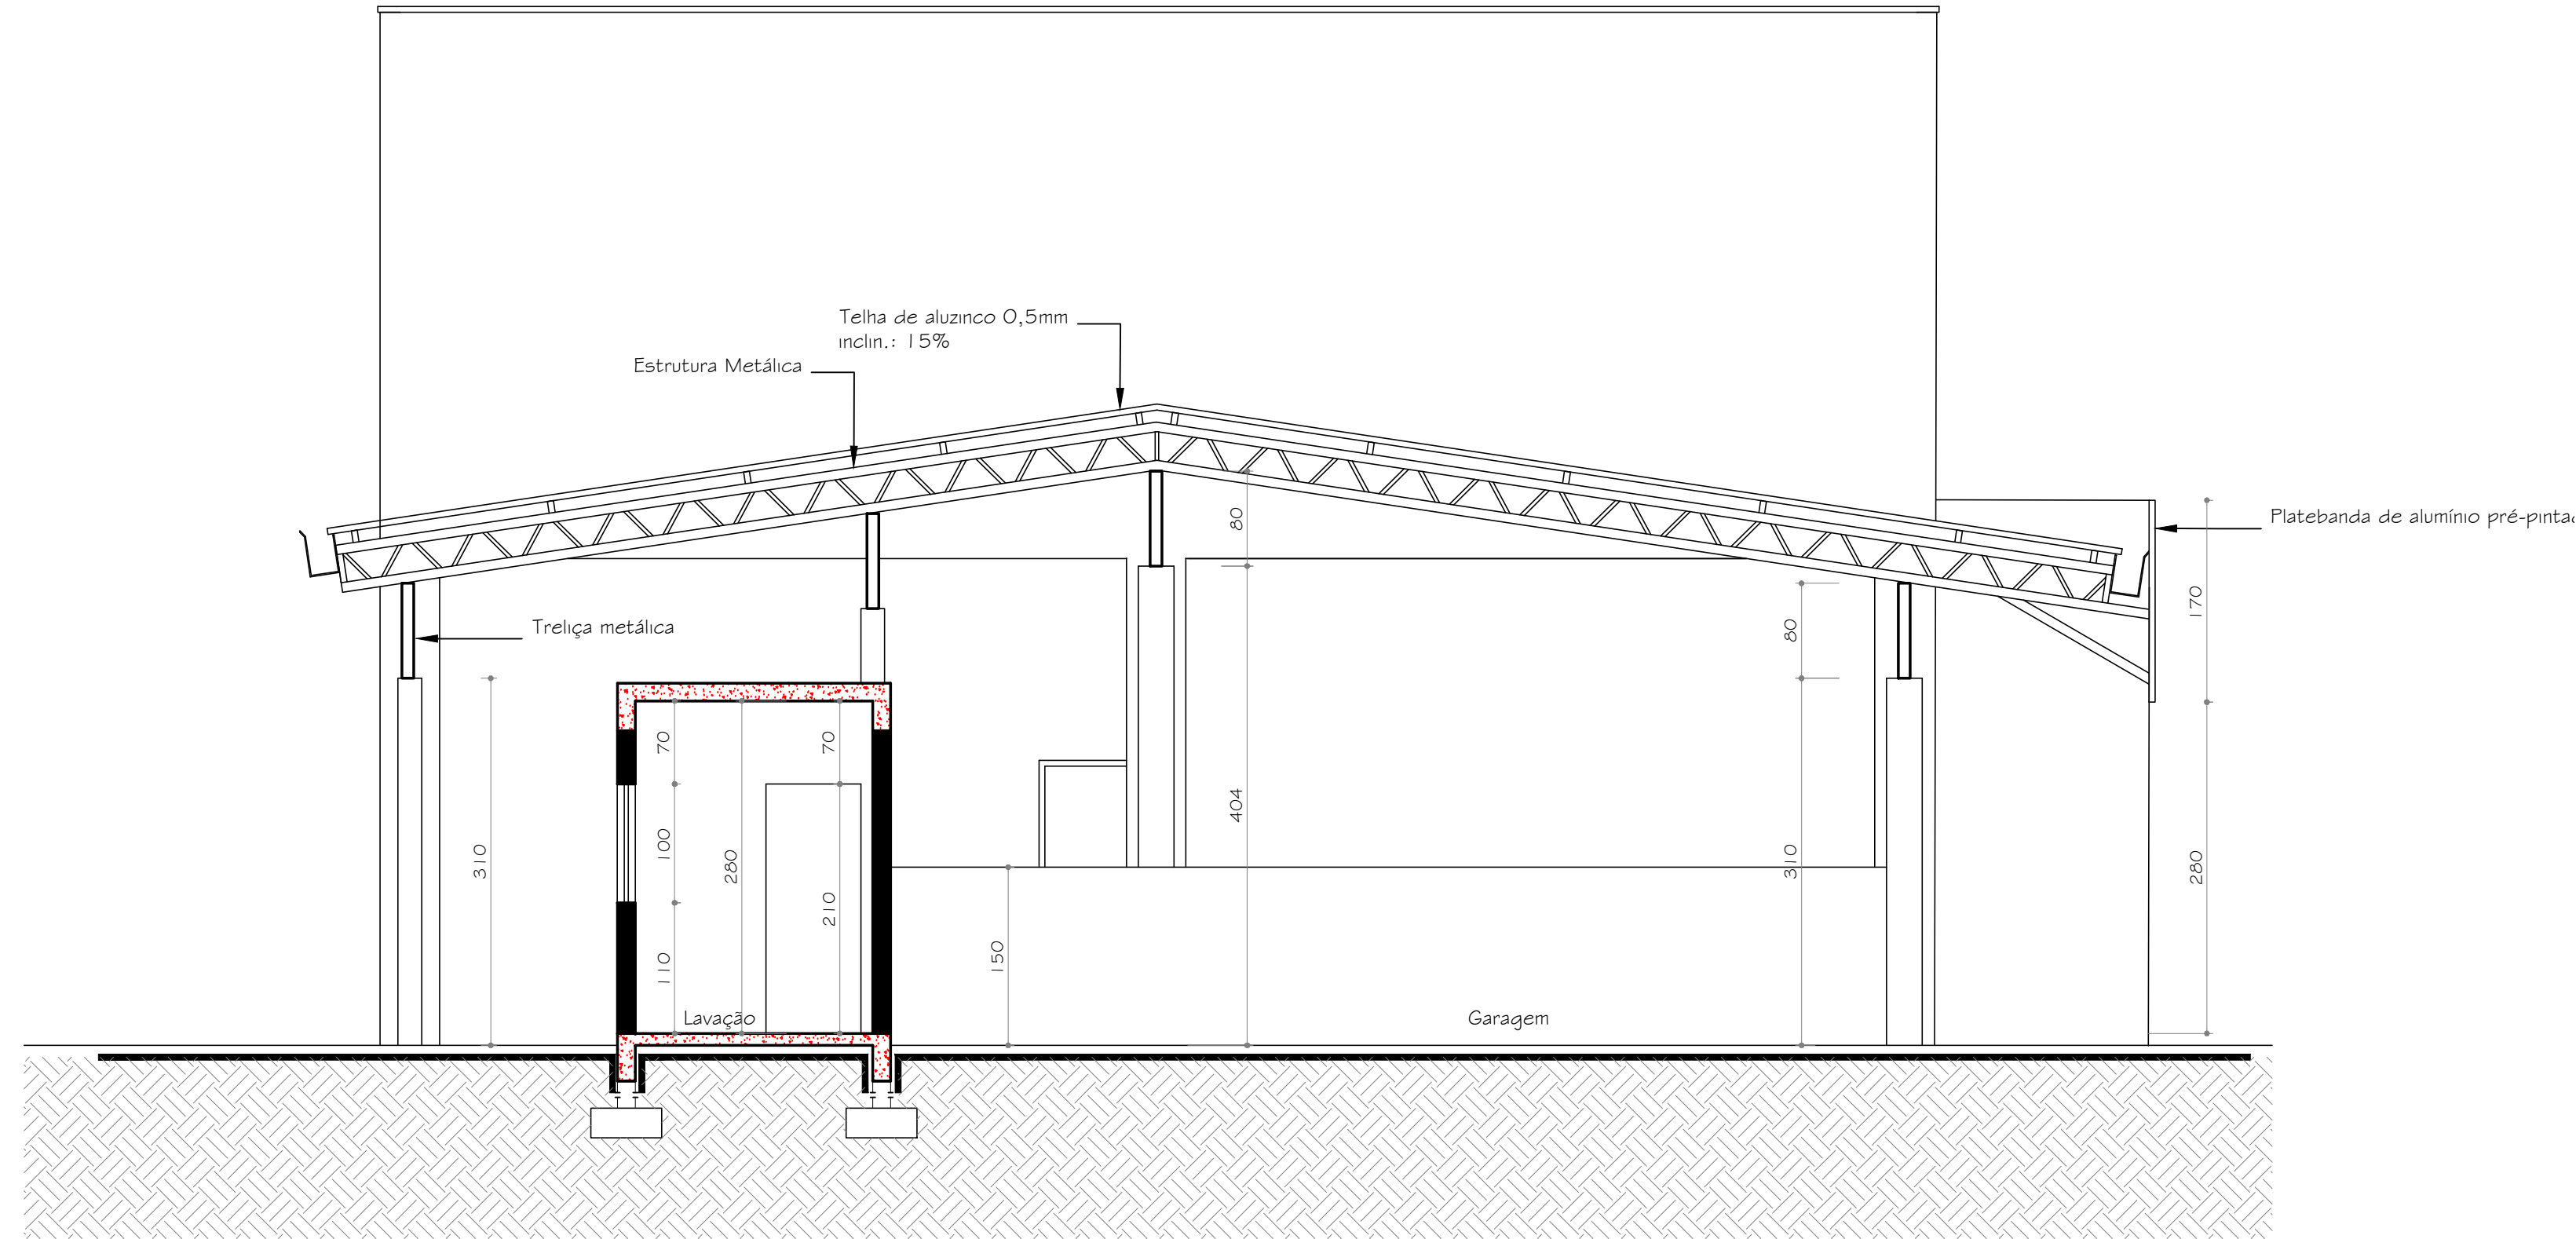 Telha de aluzinco 0,5mm
inclin.: 15%
Estrutura Metálica
80
Platebanda de alumínio pré-pinta
170
80
Treliça metálica
70
70
404
100
310
280
310
280
210
150
110
Lavação
Garagem